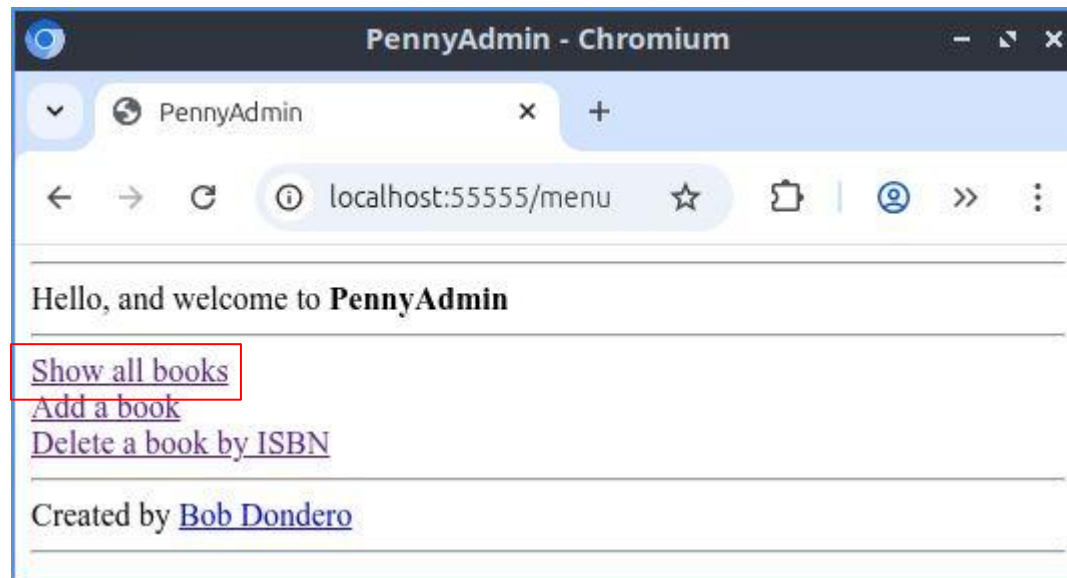 PennyAdmin - Chromium
PennyAdmin
localhost:55555/menu
Hello, and welcome to PennyAdmin
Show all books
Add a book
Delete a book by ISBN
Created by Bob Dondero